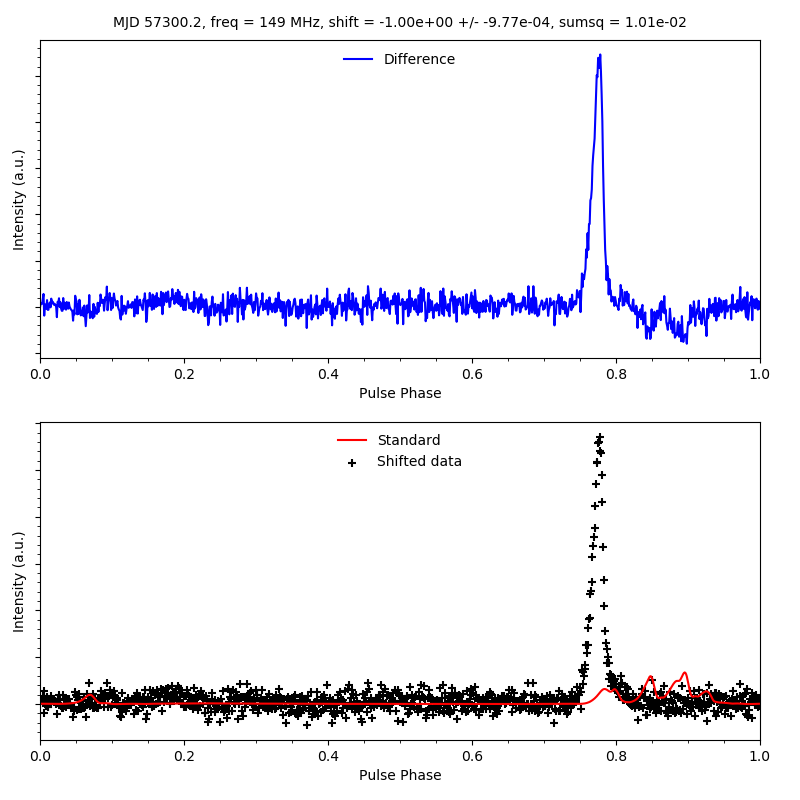 MJD 57300.2, freq = 149 MHz, shift = -1.00e+00 +/- -9.77e-04, sumsq = 1.01e-02
Difference
Intensity (a.u.)
0.0 0.2 0.4 0.6 0.8 1.0
Pulse Phase
Standard
Shifted data
Intensity (a.u.)
0.0 0.2 0.4 0.6 0.8 1.0
Pulse Phase